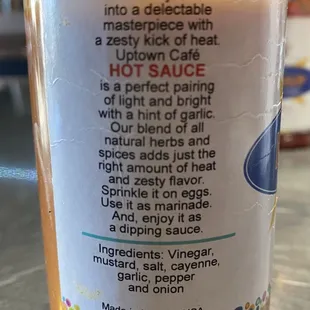 into a delectable
masterpiece with
a zesty kick of heat.
Uptown Café
HOT SAUCE
is a perfect pairing
of light and bright
with a hint of garlic.
Our blend of all
natural herbs and
spices adds just the
right amount of heat
and zesty flavor.
Sprinkle it on eggs.
Use it as marinade.
And, enjoy it as
a dipping sauce.
Ingredients: Vinegar,
mustard, salt, cayenne,
garlic, pepper
and onion
Made